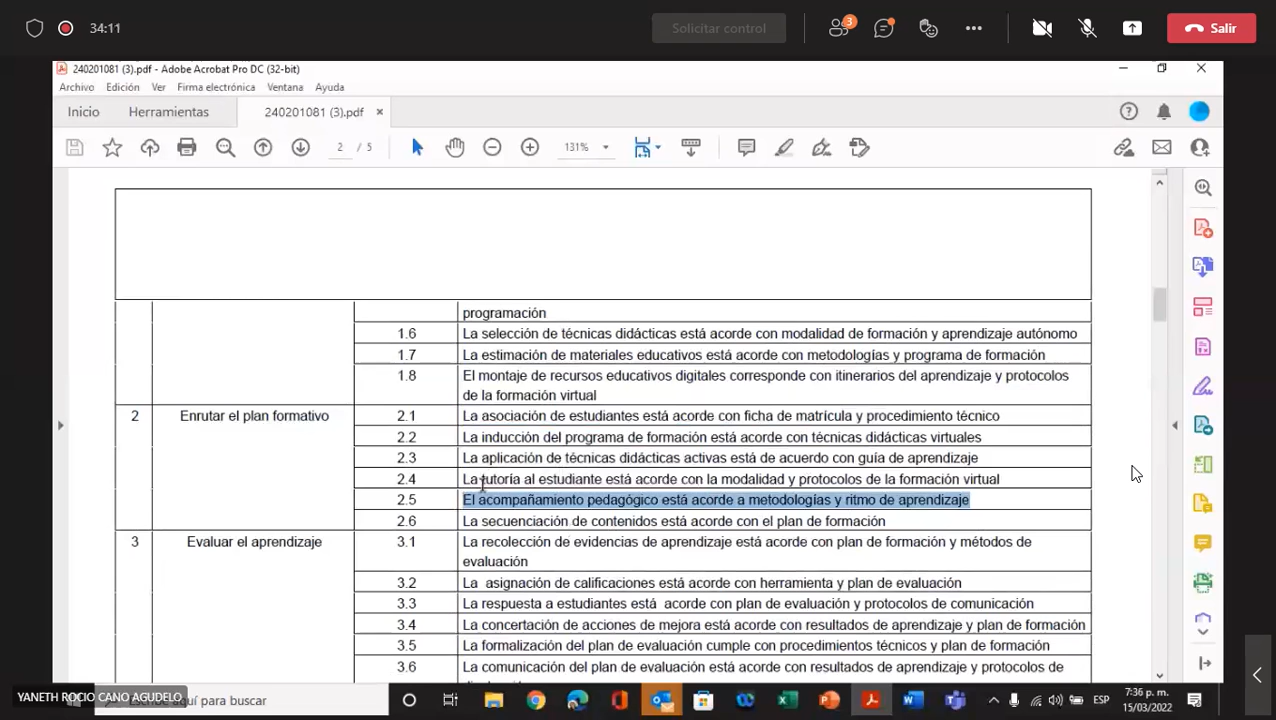 34:11
Solicitar control
3
Salir
240201081 (3).pdf - Adobe Acrobat Pro DC (32-bit)
Archivo Edición Ver Firma electrónica Ventana Ayuda
Inicio Herramientas 240201081 (3).pdf ×
2 / 5 131%
programación
1.6 La selección de técnicas didácticas está acorde con modalidad de formación y aprendizaje autónomo
1.7 La estimación de materiales educativos está acorde con metodologías y programa de formación
1.8 El montaje de recursos educativos digitales corresponde con itinerarios del aprendizaje y protocolos
de la formación virtual
2 Enrutar el plan formativo 2.1 La asociación de estudiantes está acorde con ficha de matrícula y procedimiento técnico
2.2 La inducción del programa de formación está acorde con técnicas didácticas virtuales
2.3 La aplicación de técnicas didácticas activas está de acuerdo con guía de aprendizaje
2.4 La tutoría al estudiante está acorde con la modalidad y protocolos de la formación virtual
2.5 El acompañamiento pedagógico está acorde a metodologías y ritmo de aprendizaje
2.6 La secuenciación de contenidos está acorde con el plan de formación
3 Evaluar el aprendizaje 3.1 La recolección de evidencias de aprendizaje está acorde con plan de formación y métodos de
evaluación
3.2 La asignación de calificaciones está acorde con herramienta y plan de evaluación
3.3 La respuesta a estudiantes está acorde con plan de evaluación y protocolos de comunicación
3.4 La concertación de acciones de mejora está acorde con resultados de aprendizaje y plan de formación
3.5 La formalización del plan de evaluación cumple con procedimientos técnicos y plan de formación
3.6 La comunicación del plan de evaluación está acorde con resultados de aprendizaje y protocolos de
YANETH ROCIO CANO AGUDELO
Escribe aquí para buscar
ESP
7:36 p. m.
15/03/2022